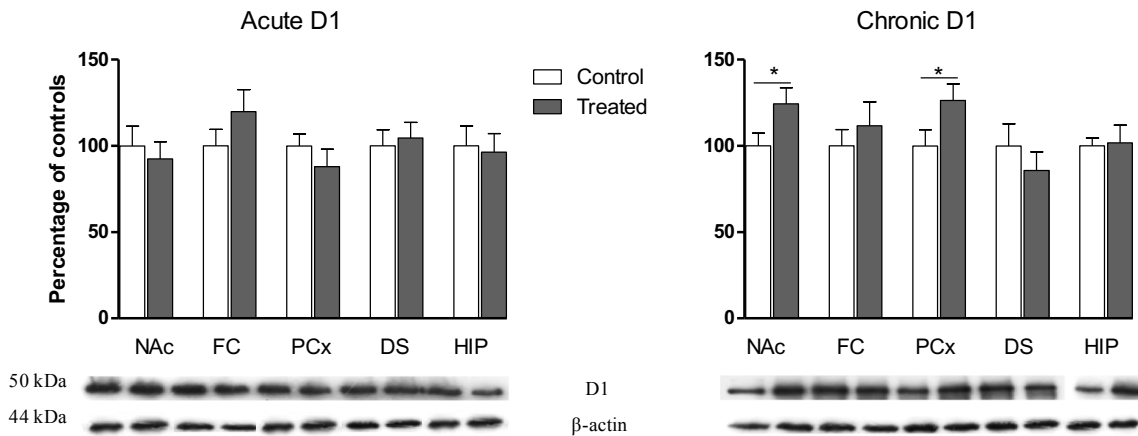 Acute D1
Chronic D1
Percentage of controls
150
100
50
0
Control
Treated
150
100
50
0
*
*
NAc FC PCx DS HIP
NAc FC PCx DS HIP
50 kDa
D1
44 kDa
β-actin